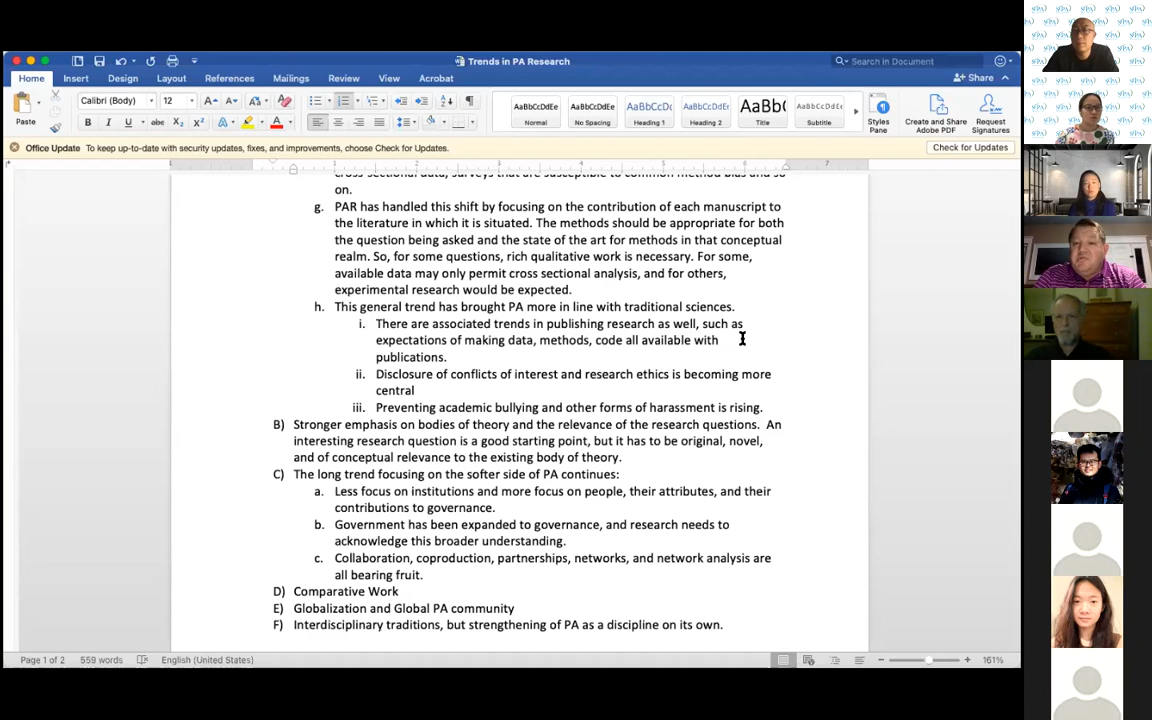 Trends in PA Research
Search in Document
Home Insert Design Layout References Mailings Review View Acrobat Share
Paste
Calibri (Body) 12
B I U abc X₂ X²
AaBbCcDdEe AaBbCcDdEe AaBbCcDc AaBbCcDdEe AaBb( AaBbCcDdEe
Normal No Spacing Heading 1 Heading 2 Title Subtitle
Styles Pane
Create and Share Adobe PDF
Request Signatures
Office Update To keep up-to-date with security updates, fixes, and improvements, choose Check for Updates.
Check for Updates
cross-sectional data, surveys that are susceptible to common method bias and so
on.
g. PAR has handled this shift by focusing on the contribution of each manuscript to
the literature in which it is situated. The methods should be appropriate for both
the question being asked and the state of the art for methods in that conceptual
realm. So, for some questions, rich qualitative work is necessary. For some,
available data may only permit cross sectional analysis, and for others,
experimental research would be expected.
h. This general trend has brought PA more in line with traditional sciences.
i. There are associated trends in publishing research as well, such as
expectations of making data, methods, code all available with
publications.
ii. Disclosure of conflicts of interest and research ethics is becoming more
central
iii. Preventing academic bullying and other forms of harassment is rising.
B) Stronger emphasis on bodies of theory and the relevance of the research questions. An
interesting research question is a good starting point, but it has to be original, novel,
and of conceptual relevance to the existing body of theory.
C) The long trend focusing on the softer side of PA continues:
a. Less focus on institutions and more focus on people, their attributes, and their
contributions to governance.
b. Government has been expanded to governance, and research needs to
acknowledge this broader understanding.
c. Collaboration, coproduction, partnerships, networks, and network analysis are
all bearing fruit.
D) Comparative Work
E) Globalization and Global PA community
F) Interdisciplinary traditions, but strengthening of PA as a discipline on its own.
Page 1 of 2 559 words English (United States) 161%